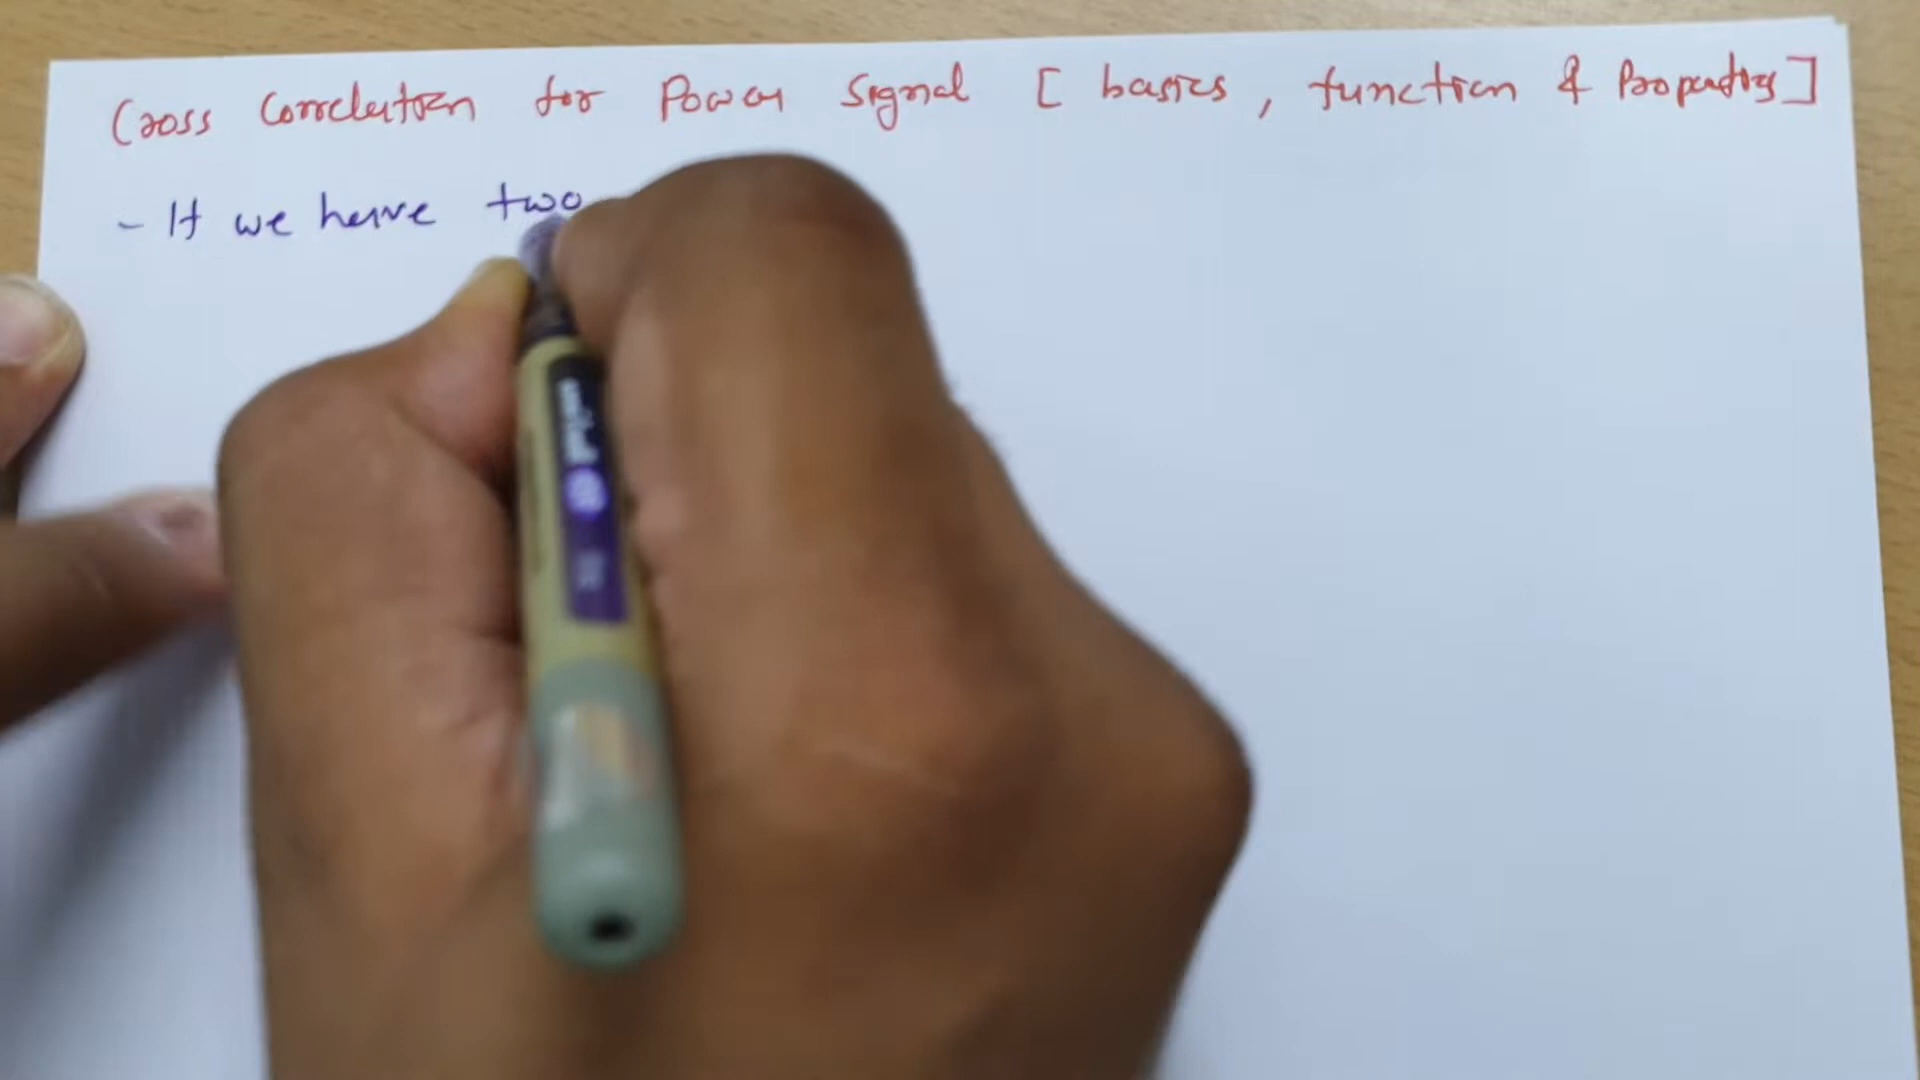 Cross Correlation for Power Signal [ basics , function & Properties ]
- If we have two